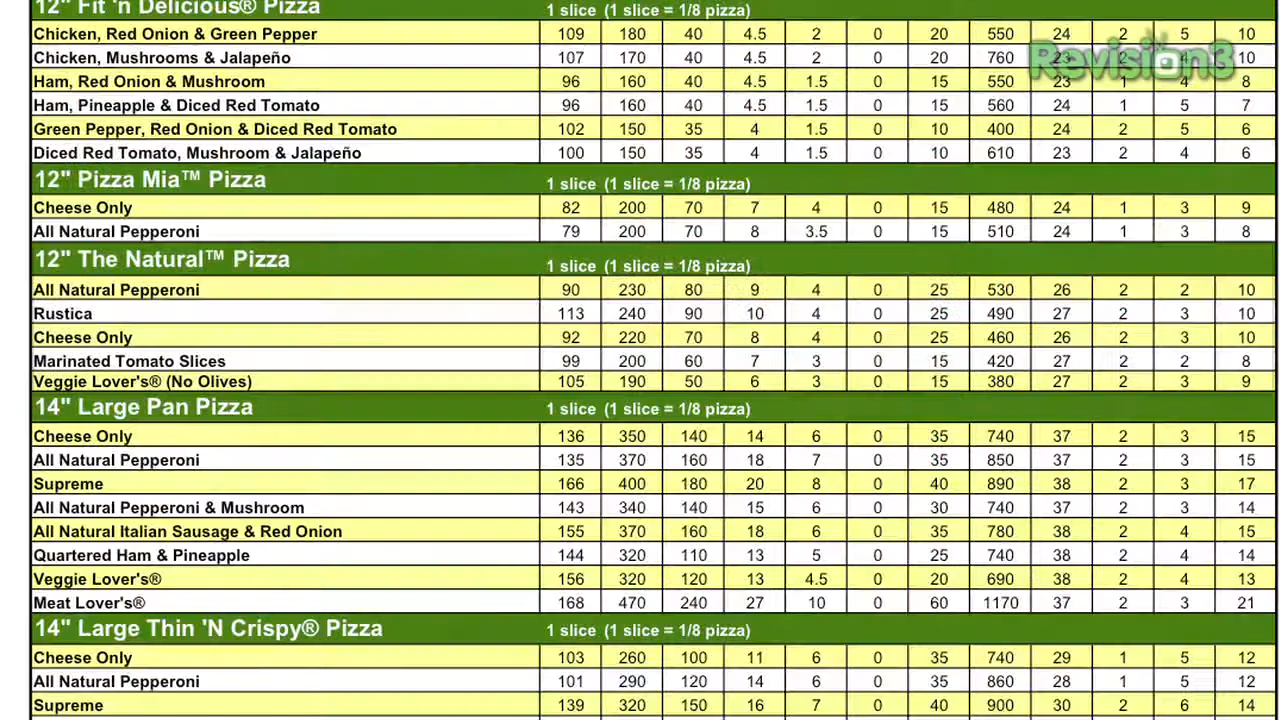 12" Fit 'n Delicious® Pizza 1 slice (1 slice = 1/8 pizza)
Chicken, Red Onion & Green Pepper 109 180 40 4.5 2 0 20 550 24 2 5 10
Chicken, Mushrooms & Jalapeño 107 170 40 4.5 2 0 20 760 23 2 4 10
Revision3
Ham, Red Onion & Mushroom 96 160 40 4.5 1.5 0 15 550 23 1 4 8
Ham, Pineapple & Diced Red Tomato 96 160 40 4.5 1.5 0 15 560 24 1 5 7
Green Pepper, Red Onion & Diced Red Tomato 102 150 35 4 1.5 0 10 400 24 2 5 6
Diced Red Tomato, Mushroom & Jalapeño 100 150 35 4 1.5 0 10 610 23 2 4 6
12" Pizza Mia™ Pizza 1 slice (1 slice = 1/8 pizza)
Cheese Only 82 200 70 7 4 0 15 480 24 1 3 9
All Natural Pepperoni 79 200 70 8 3.5 0 15 510 24 1 3 8
12" The Natural™ Pizza 1 slice (1 slice = 1/8 pizza)
All Natural Pepperoni 90 230 80 9 4 0 25 530 26 2 2 10
Rustica 113 240 90 10 4 0 25 490 27 2 3 10
Cheese Only 92 220 70 8 4 0 25 460 26 2 3 10
Marinated Tomato Slices 99 200 60 7 3 0 15 420 27 2 2 8
Veggie Lover's® (No Olives) 105 190 50 6 3 0 15 380 27 2 3 9
14" Large Pan Pizza 1 slice (1 slice = 1/8 pizza)
Cheese Only 136 350 140 14 6 0 35 740 37 2 3 15
All Natural Pepperoni 135 370 160 18 7 0 35 850 37 2 3 15
Supreme 166 400 180 20 8 0 40 890 38 2 3 17
All Natural Pepperoni & Mushroom 143 340 140 15 6 0 30 740 37 2 3 14
All Natural Italian Sausage & Red Onion 155 370 160 18 6 0 35 780 38 2 4 15
Quartered Ham & Pineapple 144 320 110 13 5 0 25 740 38 2 4 14
Veggie Lover's® 156 320 120 13 4.5 0 20 690 38 2 4 13
Meat Lover's® 168 470 240 27 10 0 60 1170 37 2 3 21
14" Large Thin 'N Crispy® Pizza 1 slice (1 slice = 1/8 pizza)
Cheese Only 103 260 100 11 6 0 35 740 29 1 5 12
All Natural Pepperoni 101 290 120 14 6 0 35 860 28 1 5 12
Supreme 139 320 150 16 7 0 40 900 30 2 6 14